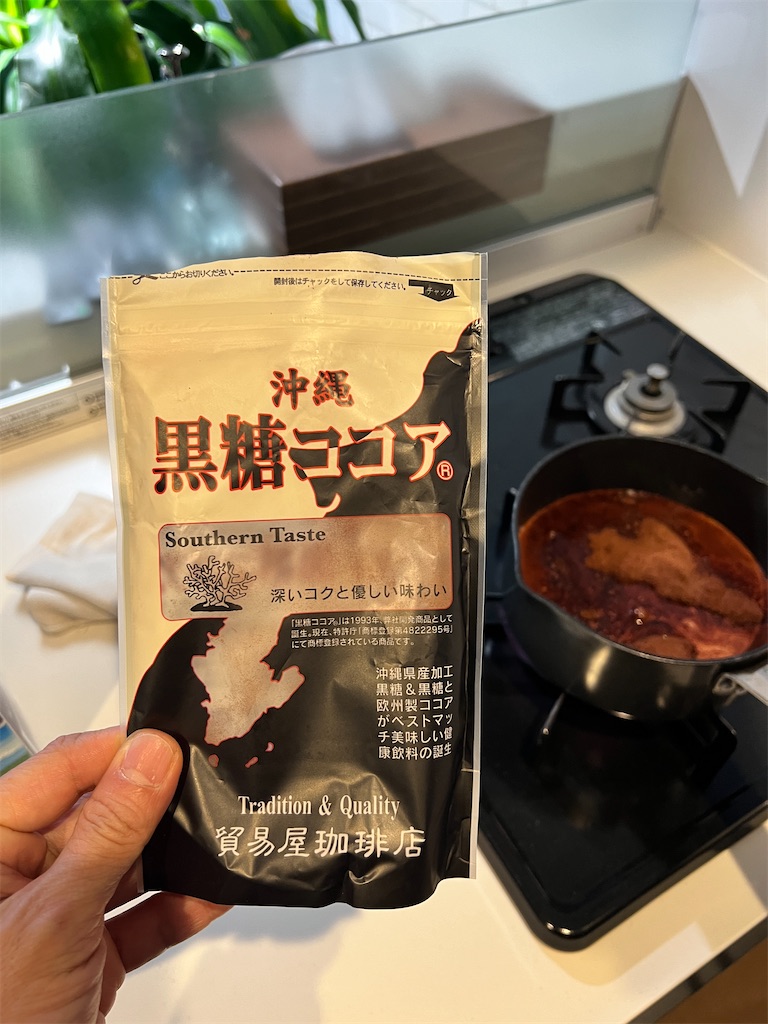 ここからお切りください。
開封後はチャックをして保存してください。
チャック
沖縄
黒糖ココア®
Southern Taste
深いコクと優しい味わい
「黒糖ココア®」は1993年、弊社開発商品として
誕生。現在、特許庁「商標登録第4822295号」
にて商標登録されている商品です。
沖縄県産加工
黒糖&黒糖と
欧州製ココア
がベストマッ
チ美味しい健
康飲料の誕生
Tradition & Quality
貿易屋珈琲店